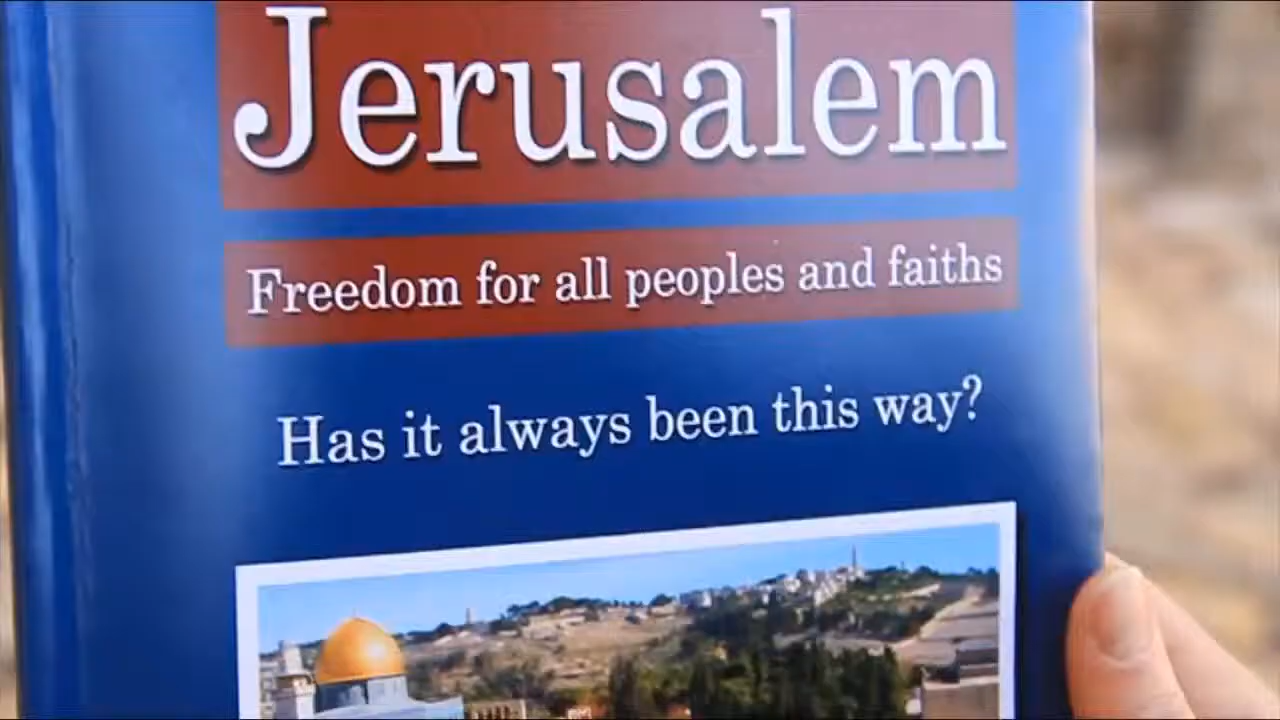 Jerusalem
Freedom for all peoples and faiths
Has it always been this way?